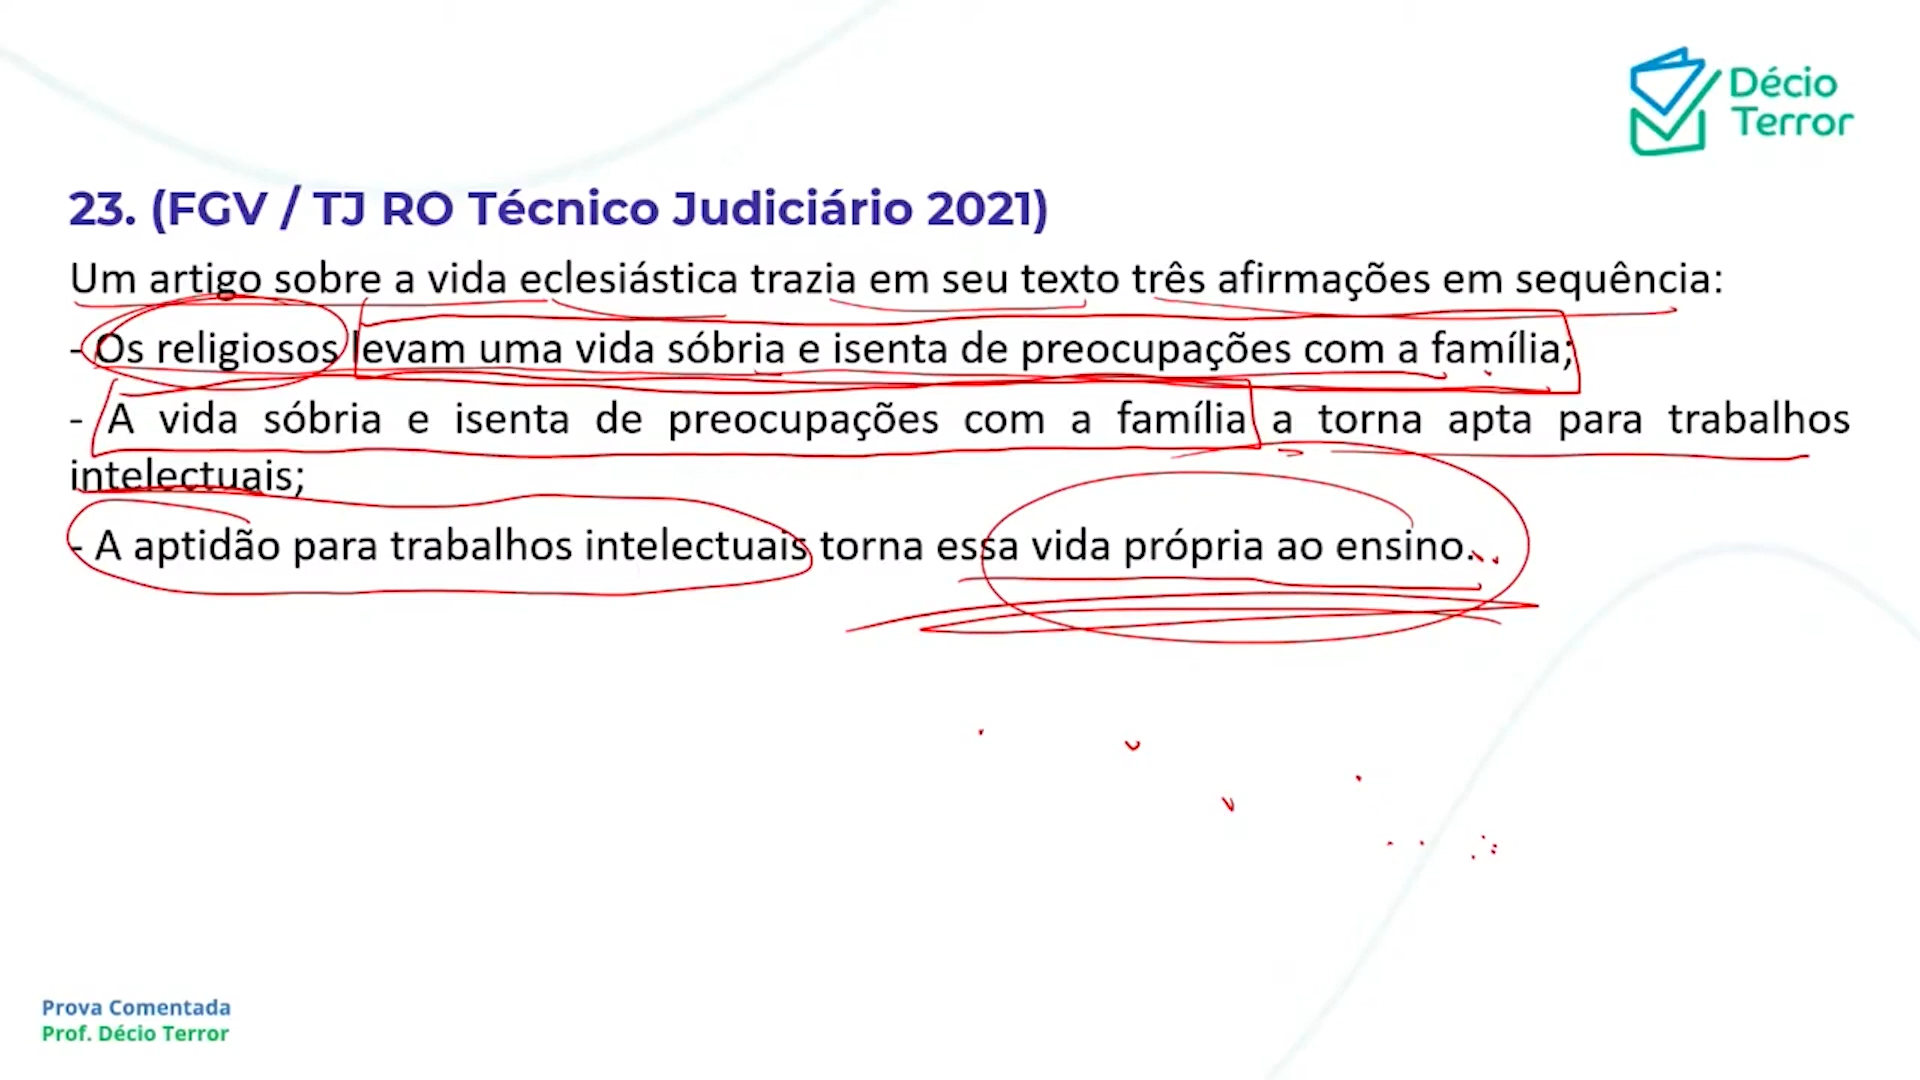 Décio
Terror
23. (FGV / TJ RO Técnico Judiciário 2021)
Um artigo sobre a vida eclesiástica trazia em seu texto três afirmações em sequência:
- Os religiosos levam uma vida sóbria e isenta de preocupações com a família;
- A vida sóbria e isenta de preocupações com a família a torna apta para trabalhos
intelectuais;
- A aptidão para trabalhos intelectuais torna essa vida própria ao ensino.
Prova Comentada
Prof. Décio Terror